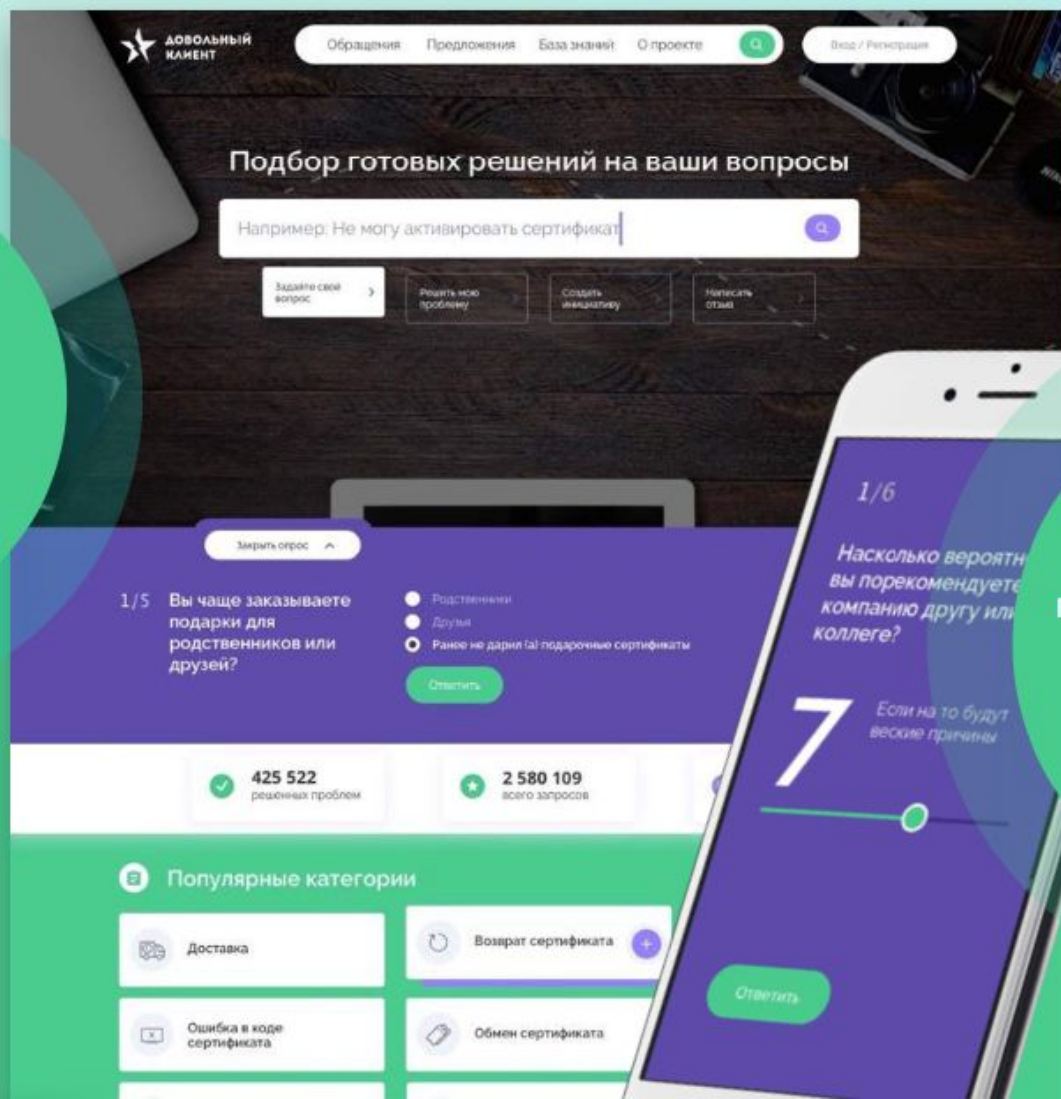 ДОВОЛЬНЫЙ
КЛИЕНТ
Обращения Предложения База знаний О проекте
Вход / Регистрация
Подбор готовых решений на ваши вопросы
Например: Не могу активировать сертификат
Задайте свой
вопрос
Решить мою
проблему
Создать
инициативу
Написать
отзыв
Закрыть опрос
1/5 Вы чаще заказываете
подарки для
родственников или
друзей?
Родственники
Друзья
Ранее не дарил (а) подарочные сертификаты
Ответить
425 522
решенных проблем
2 580 109
всего запросов
Популярные категории
Доставка
Возврат сертификата
Ошибка в коде
сертификата
Обмен сертификата
1/6
Насколько вероятн
вы порекомендуете
компанию другу или
коллеге?
7
Если на то будут
веские причины
Ответить